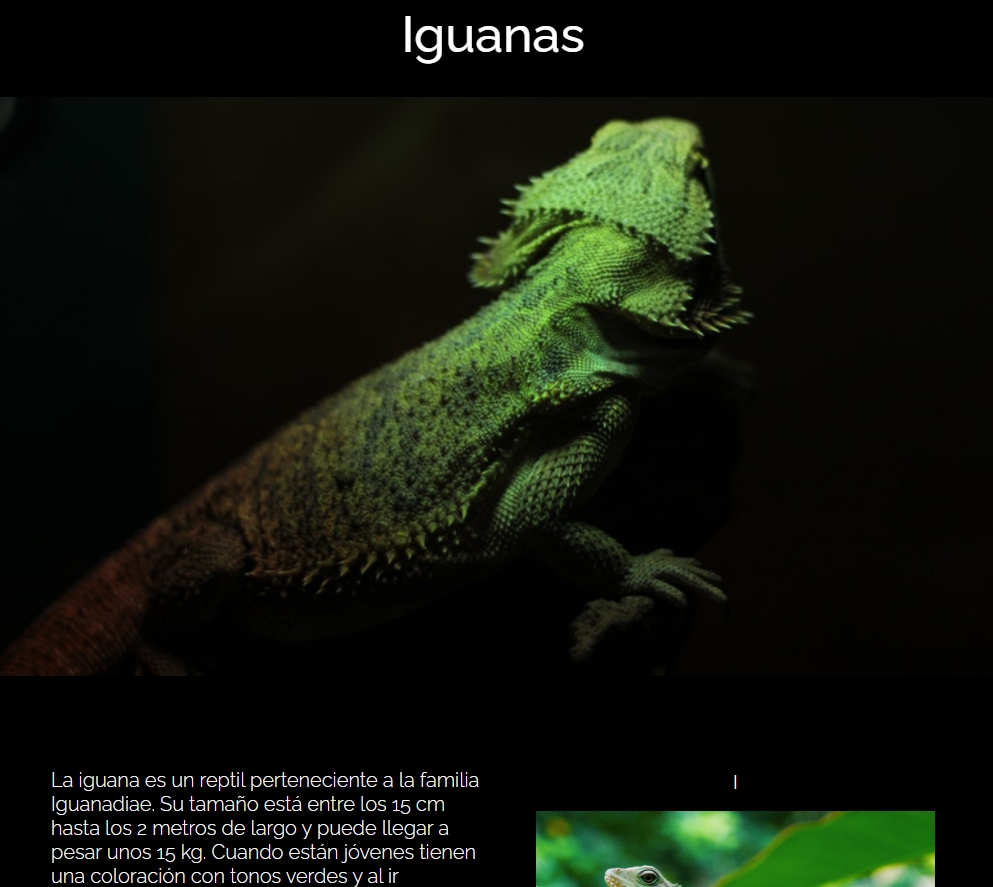 Iguanas
La iguana es un reptil perteneciente a la familia
Iguanadiae. Su tamaño está entre los 15 cm
hasta los 2 metros de largo y puede llegar a
pesar unos 15 kg. Cuando están jóvenes tienen
una coloración con tonos verdes y al ir
I